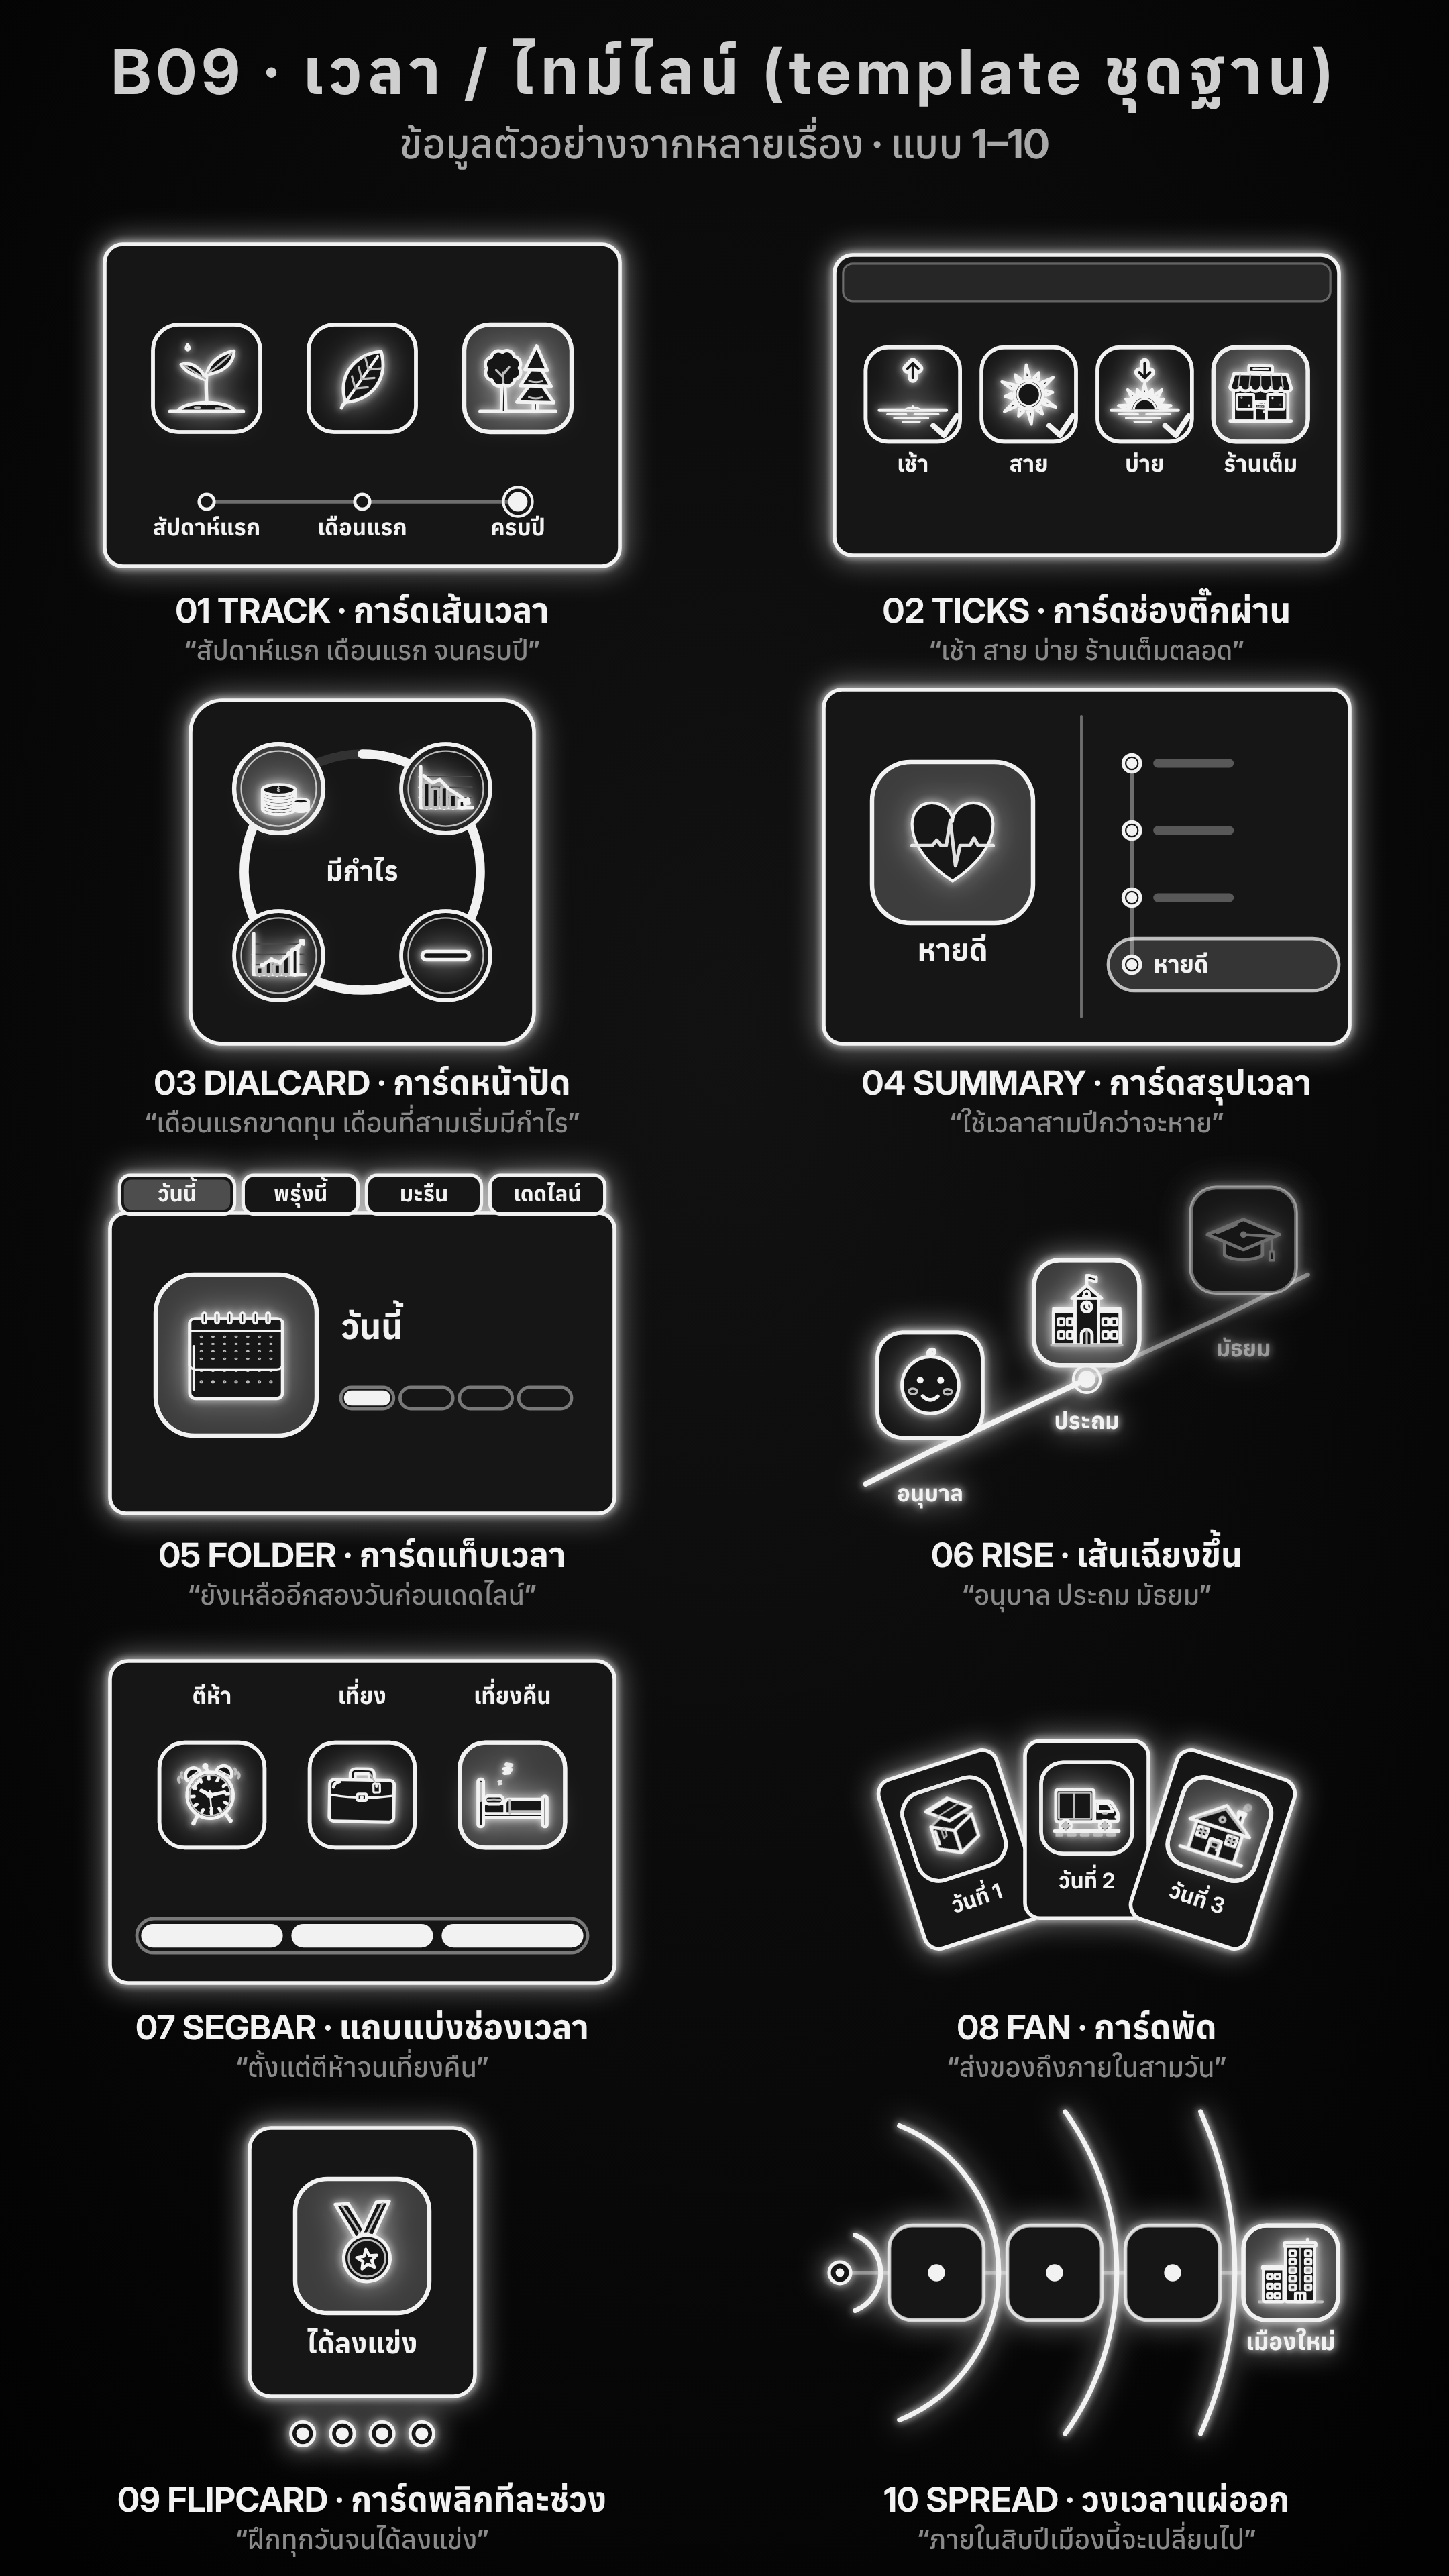 B09 · เวลา / ไทม์ไลน์ (template ชุดฐาน)
ข้อมูลตัวอย่างจากหลายเรื่อง · แบบ 1–10
สัปดาห์แรก เดือนแรก ครบปี
01 TRACK · การ์ดเส้นเวลา
“สัปดาห์แรก เดือนแรก จนครบปี”
เช้า สาย บ่าย ร้านเต็ม
02 TICKS · การ์ดช่องติ๊กผ่าน
“เช้า สาย บ่าย ร้านเต็มตลอด”
มีกำไร
03 DIALCARD · การ์ดหน้าปัด
“เดือนแรกขาดทุน เดือนที่สามเริ่มมีกำไร”
หายดี
หายดี
04 SUMMARY · การ์ดสรุปเวลา
“ใช้เวลาสามปีกว่าจะหาย”
วันนี้ พรุ่งนี้ มะรืน เดดไลน์
วันนี้
05 FOLDER · การ์ดแท็บเวลา
“ยังเหลืออีกสองวันก่อนเดดไลน์”
มัธยม
ประถม
อนุบาล
06 RISE · เส้นเฉียงขึ้น
“อนุบาล ประถม มัธยม”
ตีห้า เที่ยง เที่ยงคืน
07 SEGBAR · แถบแบ่งช่องเวลา
“ตั้งแต่ตีห้าจนเที่ยงคืน”
วันที่ 1 วันที่ 2 วันที่ 3
08 FAN · การ์ดพัด
“ส่งของถึงภายในสามวัน”
ได้ลงแข่ง
09 FLIPCARD · การ์ดพลิกทีละช่วง
“ฝึกทุกวันจนได้ลงแข่ง”
เมืองใหม่
10 SPREAD · วงเวลาแผ่ออก
“ภายในสิบปีเมืองนี้จะเปลี่ยนไป”